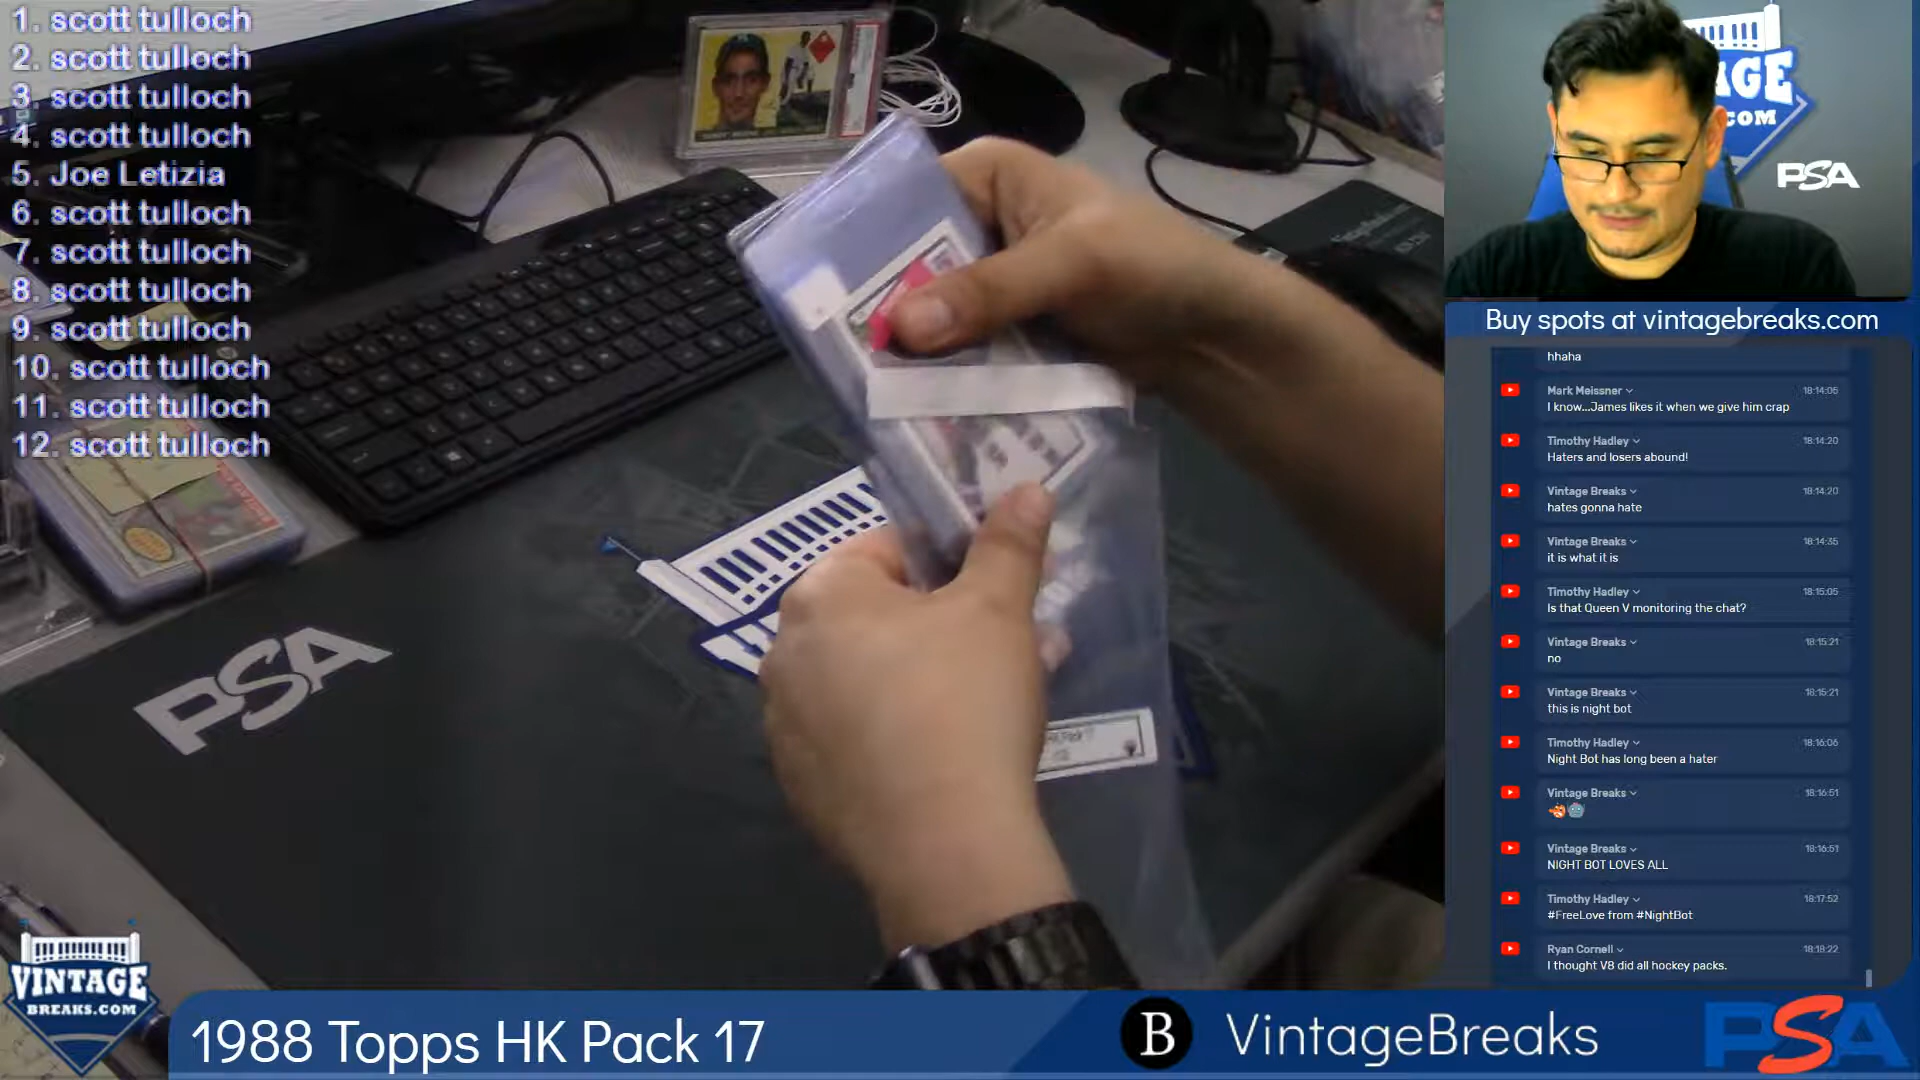 1. scott tulloch
2. scott tulloch
3. scott tulloch
4. scott tulloch
5. Joe Letizia
6. scott tulloch
7. scott tulloch
8. scott tulloch
9. scott tulloch
10. scott tulloch
11. scott tulloch
12. scott tulloch
PSA
VINTAGE
BREAKS.COM
1988 Topps HK Pack 17
B VintageBreaks
PSA
AGE
.COM
PSA
Buy spots at vintagebreaks.com
hhaha
Mark Meissner 18:14:05
I know...James likes it when we give him crap
Timothy Hadley 18:14:20
Haters and losers abound!
Vintage Breaks 18:14:20
hates gonna hate
Vintage Breaks 18:14:35
it is what it is
Timothy Hadley 18:15:05
Is that Queen V monitoring the chat?
Vintage Breaks 18:15:21
no
Vintage Breaks 18:15:21
this is night bot
Timothy Hadley 18:16:06
Night Bot has long been a hater
Vintage Breaks 18:16:51
Vintage Breaks 18:16:51
NIGHT BOT LOVES ALL
Timothy Hadley 18:17:52
#FreeLove from #NightBot
Ryan Cornell 18:18:22
I thought V8 did all hockey packs.